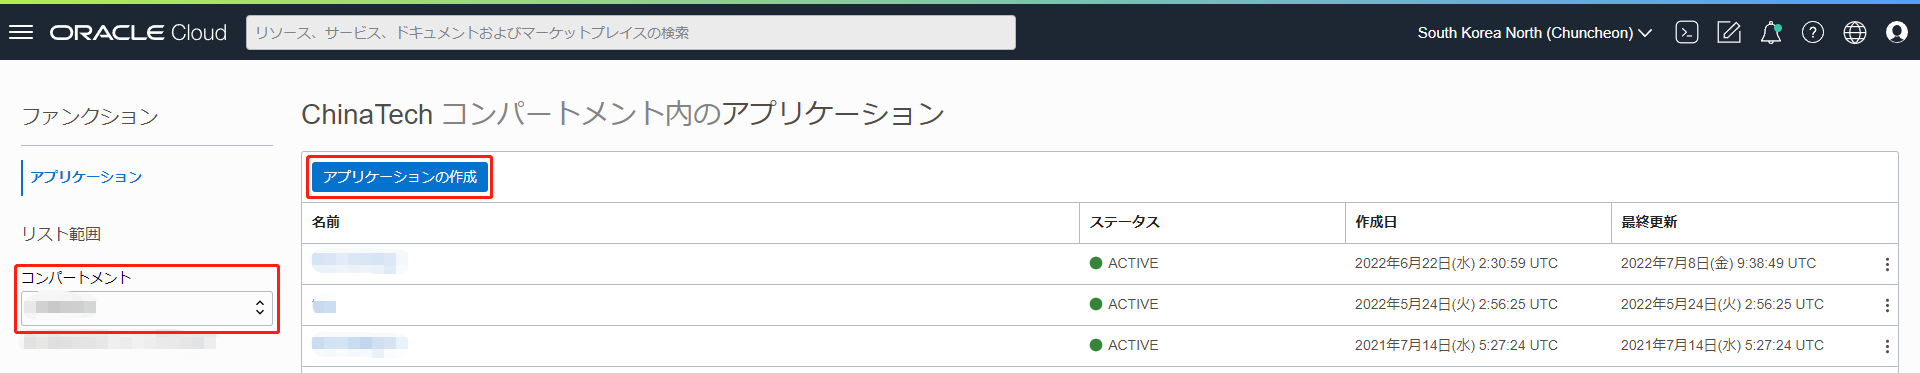 ORACLE Cloud
リソース、サービス、ドキュメントおよびマーケットプレイスの検索
South Korea North (Chuncheon)
ファンクション
アプリケーション
リスト範囲
コンパートメント
ChinaTech コンパートメント内のアプリケーション
アプリケーションの作成
名前 ステータス 作成日 最終更新
ACTIVE 2022年6月22日(水) 2:30:59 UTC 2022年7月8日(金) 9:38:49 UTC
ACTIVE 2022年5月24日(火) 2:56:25 UTC 2022年5月24日(火) 2:56:25 UTC
ACTIVE 2021年7月14日(水) 5:27:24 UTC 2021年7月14日(水) 5:27:24 UTC